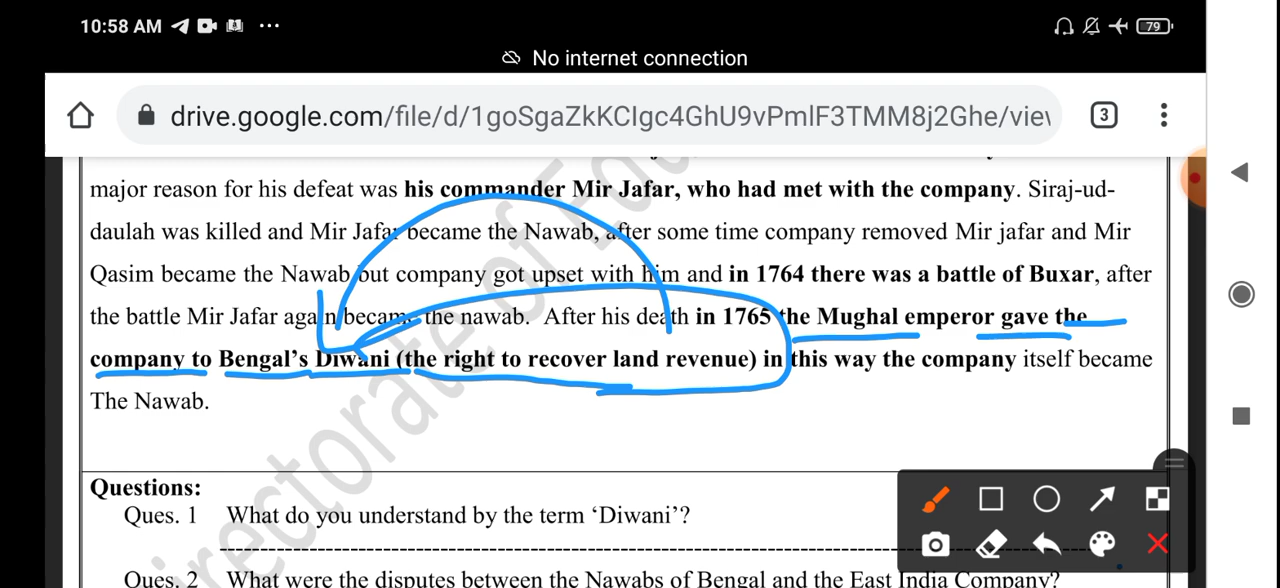 10:58 AM
79
No internet connection
drive.google.com/file/d/1goSgaZkKCIgc4GhU9vPmlF3TMM8j2Ghe/view
3
major reason for his defeat was his commander Mir Jafar, who had met with the company. Siraj-ud-
daulah was killed and Mir Jafar became the Nawab, after some time company removed Mir jafar and Mir
Qasim became the Nawab but company got upset with him and in 1764 there was a battle of Buxar, after
the battle Mir Jafar again became the nawab. After his death in 1765 the Mughal emperor gave the
company to Bengal's Diwani (the right to recover land revenue) in this way the company itself became
The Nawab.
Questions:
Ques. 1 What do you understand by the term ‘Diwani’?
Ques. 2 What were the disputes between the Nawabs of Bengal and the East India Company?